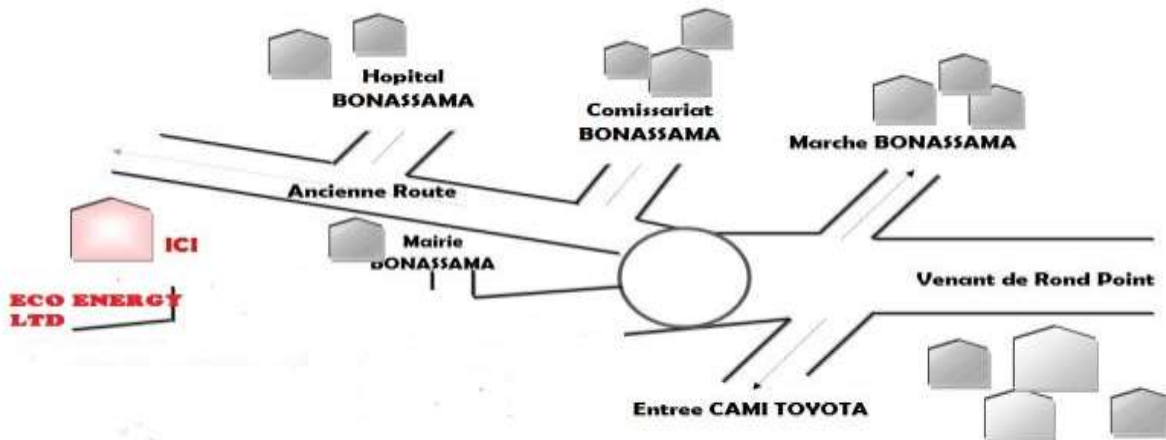 Hopital
BONASSAMA
Comissariat
BONASSAMA
Marche BONASSAMA
Ancienne Route
ICI
Mairie
BONASSAMA
Venant de Rond Point
ECO ENERGY
LTD
Entree CAMI TOYOTA